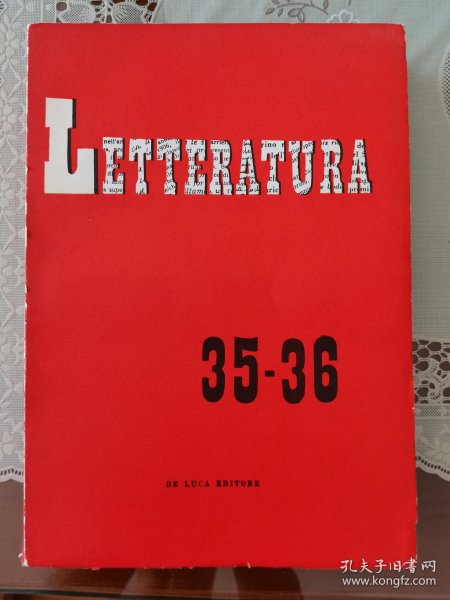 LETTERATURA
35-36
DE LUCA EDITORE
孔夫子旧书网
www.kongfz.com